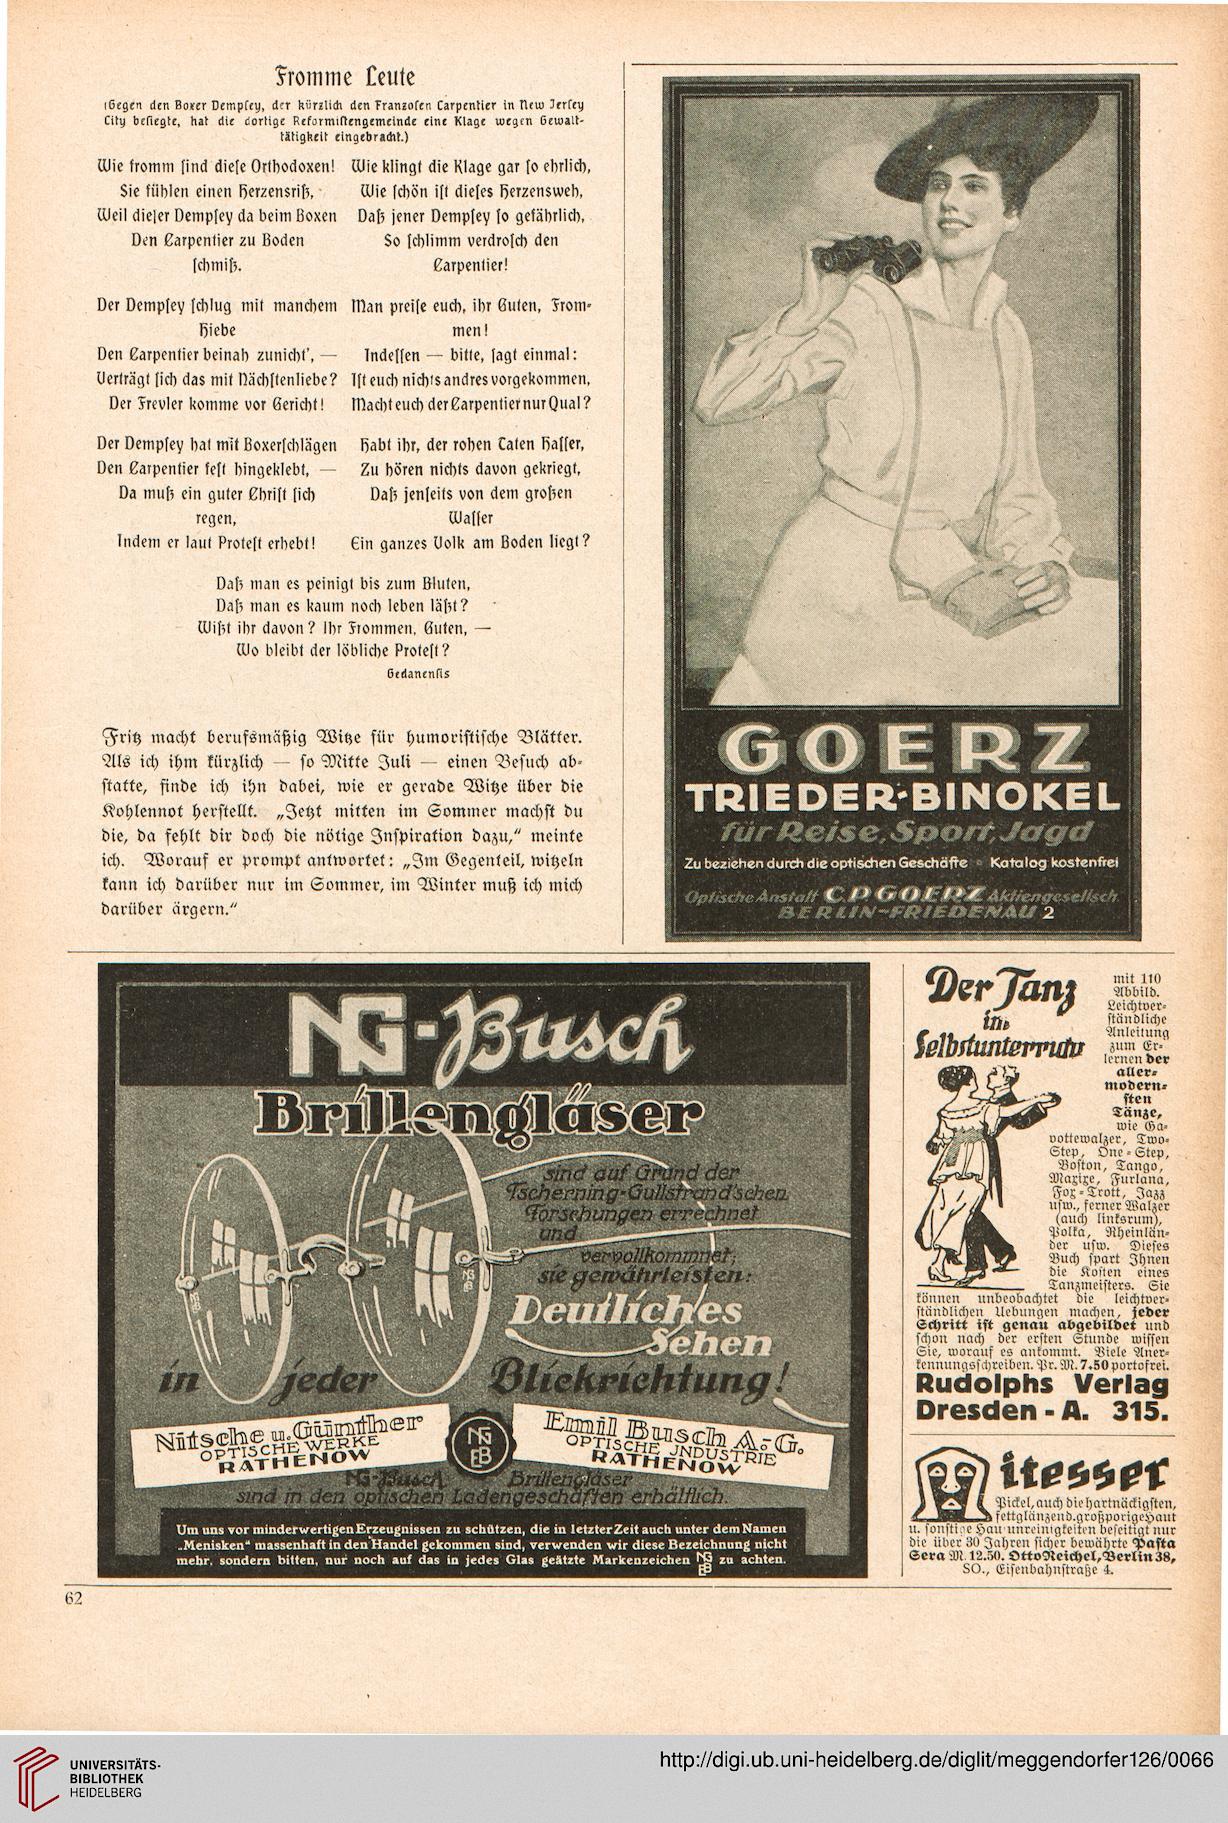 Fromme Leute
(Gegen den Boxer Dempsey, der kürzlich den Franzosen Carpentier in New Jersey
City besiegte, hat die dortige Reformistengemeinde eine Klage wegen Gewalt-
tätigkeit eingebracht.)
Wie fromm sind diese Orthodoxen!
Sie fühlen einen Herzensriß,
Weil dieser Dempsey da beim Boxen
Den Carpentier zu Boden
schmiß.
Der Dempsey schlug mit manchem
Hiebe
Den Carpentier beinah zunicht', —
Verträgt sich das mit Nächstenliebe?
Der Frevler komme vor Gericht!
Der Dempsey hat mit Boxerschlägen
Den Carpentier fest hingeklebt, —
Da muß ein guter Christ sich
regen,
Indem er laut Protest erhebt!
Wie klingt die Klage gar so ehrlich,
Wie schön ist dieses Herzensweh,
Daß jener Dempsey so gefährlich,
So schlimm verdrosch den
Carpentier!
Man preise euch, ihr Guten, From-
men!
Indessen — bitte, sagt einmal:
Ist euch nichts andres vorgekommen,
Macht euch der Carpentier nur Qual?
Habt ihr, der rohen Taten Hasser,
Zu hören nichts davon gekriegt,
Daß jenseits von dem großen
Wasser
Ein ganzes Volk am Boden liegt?
Daß man es peinigt bis zum Bluten,
Daß man es kaum noch leben läßt?
Wißt ihr davon? Ihr Frommen, Guten, —
Wo bleibt der löbliche Protest?
Gedanensis
Fritz macht berufsmäßig Witze für humoristische Blätter.
Als ich ihm kürzlich — so Mitte Juli — einen Besuch ab-
statte, finde ich ihn dabei, wie er gerade Witze über die
Kohlennot herstellt. „Jetzt mitten im Sommer machst du
die, da fehlt dir doch die nötige Inspiration dazu,“ meinte
ich. Worauf er prompt antwortet: „Im Gegenteil, witzeln
kann ich darüber nur im Sommer, im Winter muß ich mich
darüber ärgern.“
GOERZ
TRIEDER-BINOKEL
für Reise, Sport, Jagd
Zu beziehen durch die optischen Geschäfte Katalog kostenfrei
Optische Anstalt C.P. GOERZ Aktiengesellsch.
BERLIN-FRIEDENAU 2
NG-Busch
Brillengläser
sind auf Grund der
Tscherning-Gullstrand'schen
Forschungen errechnet
und
vervollkommnet;
sie gewährleisten:
Deutliches
Sehen
in jeder Blickrichtung!
Nitsche u. Günther
OPTISCHE WERKE
RATHENOW
NG
EB
Emil Busch A.-G.
OPTISCHE JNDUSTRIE
RATHENOW
NG-Busch Brillengläser
sind in den optischen Ladengeschäften erhältlich.
Um uns vor minderwertigen Erzeugnissen zu schützen, die in letzter Zeit auch unter dem Namen
„Menisken“ massenhaft in den Handel gekommen sind, verwenden wir diese Bezeichnung nicht
mehr, sondern bitten, nur noch auf das in jedes Glas geätzte Markenzeichen NG EB zu achten.
Der Tanz
im
Selbstunterricht
mit 110
Abbild.
Leichtver-
ständliche
Anleitung
zum Er-
lernen der
aller-
modern-
sten
Tänze,
wie Ga-
vottewalzer, Two-
Step, One-Step,
Boston, Tango,
Maxixe, Furlana,
Fox-Trott, Jazz
usw., ferner Walzer
(auch linksrum),
Polka, Rheinlän-
der usw. Dieses
Buch spart Ihnen
die Kosten eines
Tanzmeisters. Sie
können unbeobachtet die leichtver-
ständlichen Uebungen machen, jeder
Schritt ist genau abgebildet und
schon nach der ersten Stunde wissen
Sie, worauf es ankommt. Viele Aner-
kennungsschreiben. Pr. M. 7.50 portofrei.
Rudolphs Verlag
Dresden - A. 315.
Mitesser
Pickel, auch die hartnäckigsten,
fettglänzend. großporige Haut
u. sonstige Hautunreinigkeiten beseitigt nur
die über 30 Jahren sicher bewährte Pasta
Sera M. 12.50. Otto Reichel, Berlin 38,
SO., Eisenbahnstraße 4.
62
UNIVERSITÄTS-
BIBLIOTHEK
HEIDELBERG
http://digi.ub.uni-heidelberg.de/diglit/meggendorfer126/0066